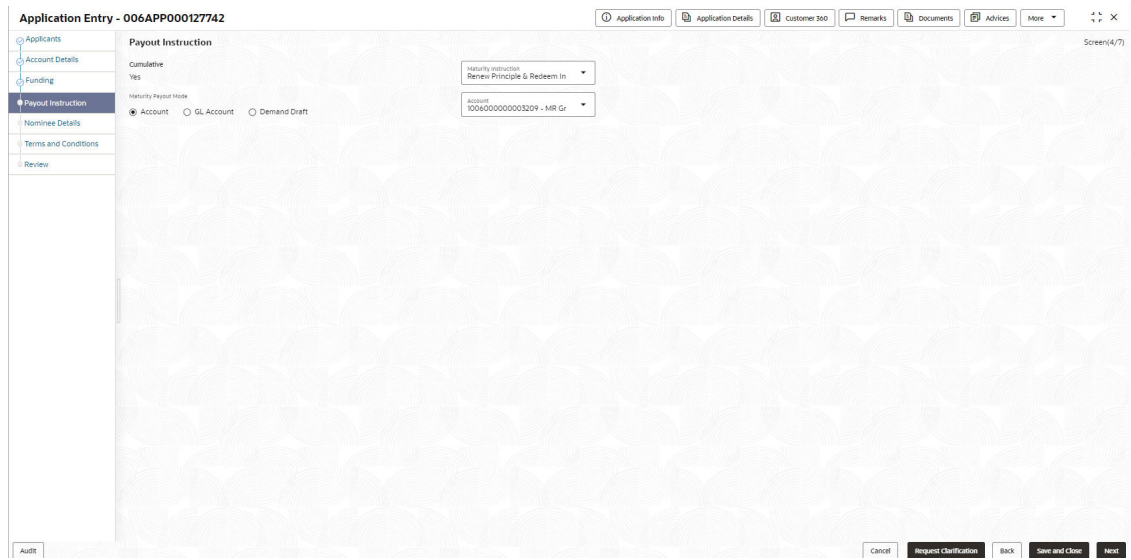 Application Entry - 006APP000127742
Application Info
Application Details
Customer 360
Remarks
Documents
Advices
More
Applicants
Account Details
Funding
Payout Instruction
Nominee Details
Terms and Conditions
Review
Payout Instruction
Screen(4/7)
Cumulative
Yes
Maturity Instruction
Renew Principle & Redeem In
Maturity Payout Mode
Account
GL Account
Demand Draft
Account
1006000000003209 - MR Gr
Audit
Cancel
Request Clarification
Back
Save and Close
Next